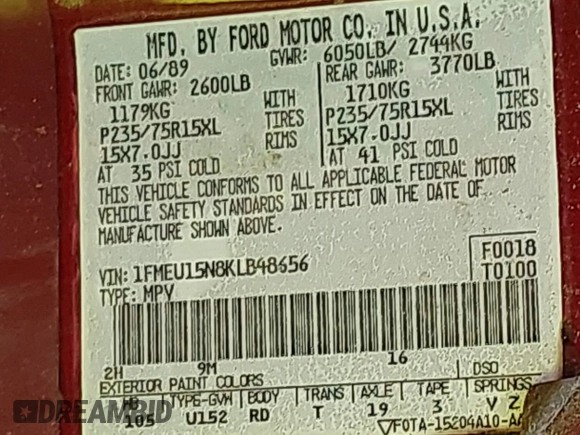 MFD. BY FORD MOTOR CO. IN U.S.A.
DATE: 06/89 GVWR: 6050LB/ 2744KG
FRONT GAWR: 2600LB REAR GAWR: 3770LB
1179KG WITH 1710KG WITH
P235/75R15XL TIRES P235/75R15XL TIRES
15X7.0JJ RIMS 15X7.0JJ RIMS
AT 35 PSI COLD AT 41 PSI COLD
THIS VEHICLE CONFORMS TO ALL APPLICABLE FEDERAL MOTOR
VEHICLE SAFETY STANDARDS IN EFFECT ON THE DATE OF
MANUFACTURE SHOWN ABOVE.
VIN: 1FMEU15N8KLB48656 F0018
TYPE: MPV T0100
2H 9M 16
EXTERIOR PAINT COLORS DSO
WB TYPE-GVW BODY TRANS AXLE TAPE SPRINGS
105 U152 RD T 19 3 V Z
F0TA-15204A10-AA
DREAMBID
AUCTION HISTORY